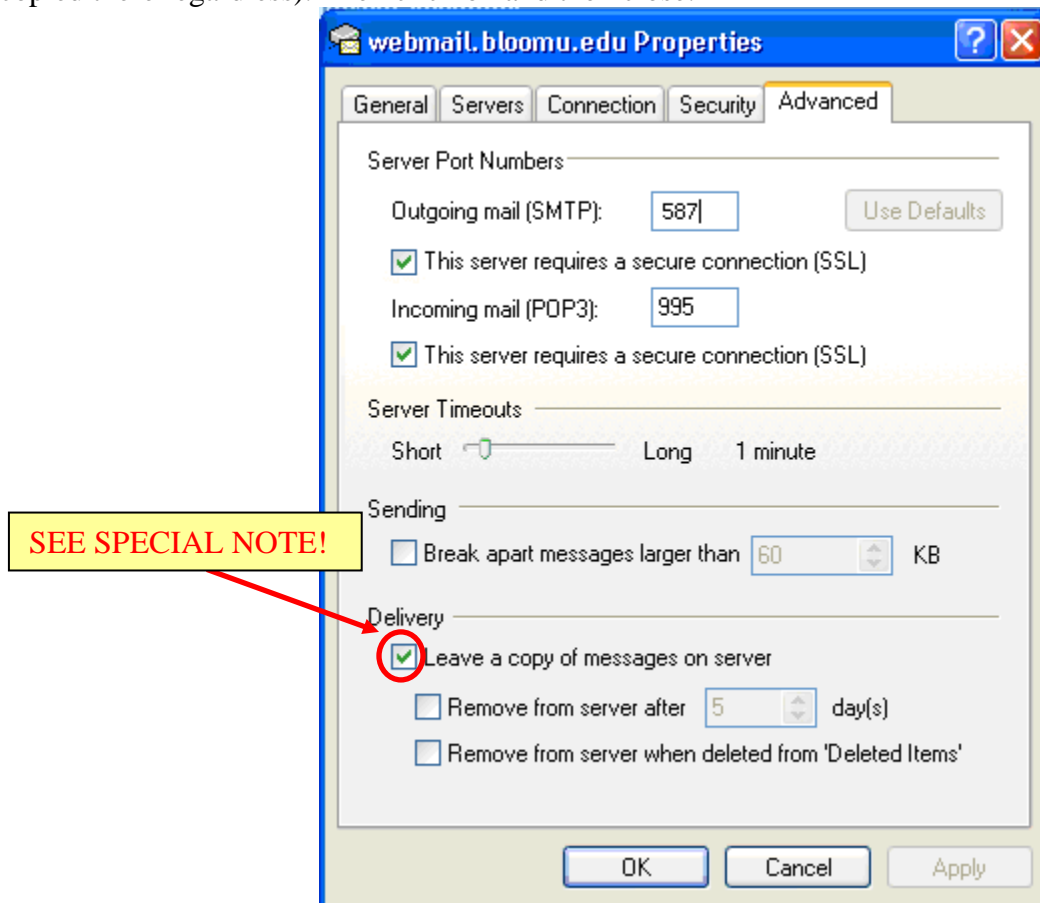 webmail.bloomu.edu Properties
General Servers Connection Security Advanced
Server Port Numbers
Outgoing mail (SMTP): 587 Use Defaults
This server requires a secure connection (SSL)
Incoming mail (POP3): 995
This server requires a secure connection (SSL)
Server Timeouts
Short Long 1 minute
Sending
SEE SPECIAL NOTE!
Break apart messages larger than 60 KB
Delivery
Leave a copy of messages on server
Remove from server after 5 day(s)
Remove from server when deleted from 'Deleted Items'
OK Cancel Apply